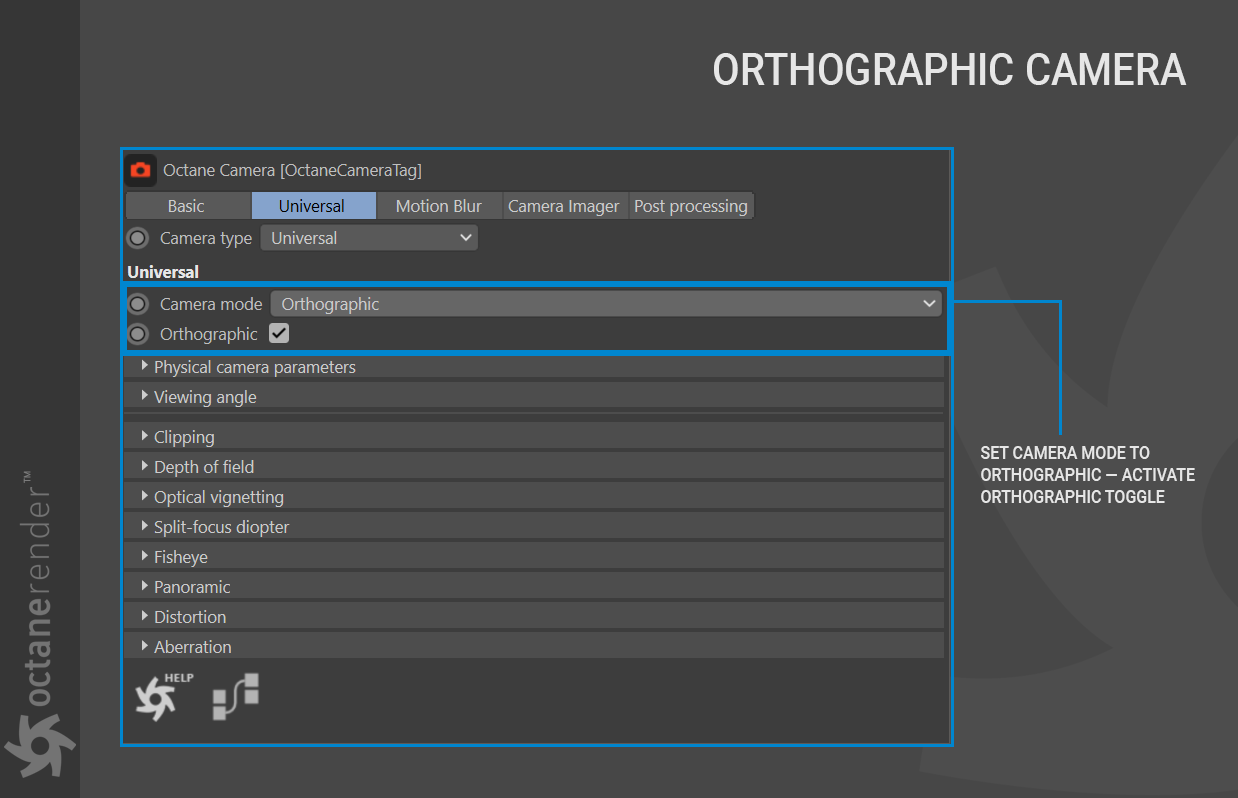 ORTHOGRAPHIC CAMERA
Octane Camera [OctaneCameraTag]
Basic
Universal
Motion Blur
Camera Imager
Post processing
Camera type
Universal
Universal
Camera mode
Orthographic
Orthographic
Physical camera parameters
Viewing angle
Clipping
Depth of field
Optical vignetting
Split-focus diopter
Fisheye
Panoramic
Distortion
Aberration
HELP
SET CAMERA MODE TO
ORTHOGRAPHIC — ACTIVATE
ORTHOGRAPHIC TOGGLE
octanerender™